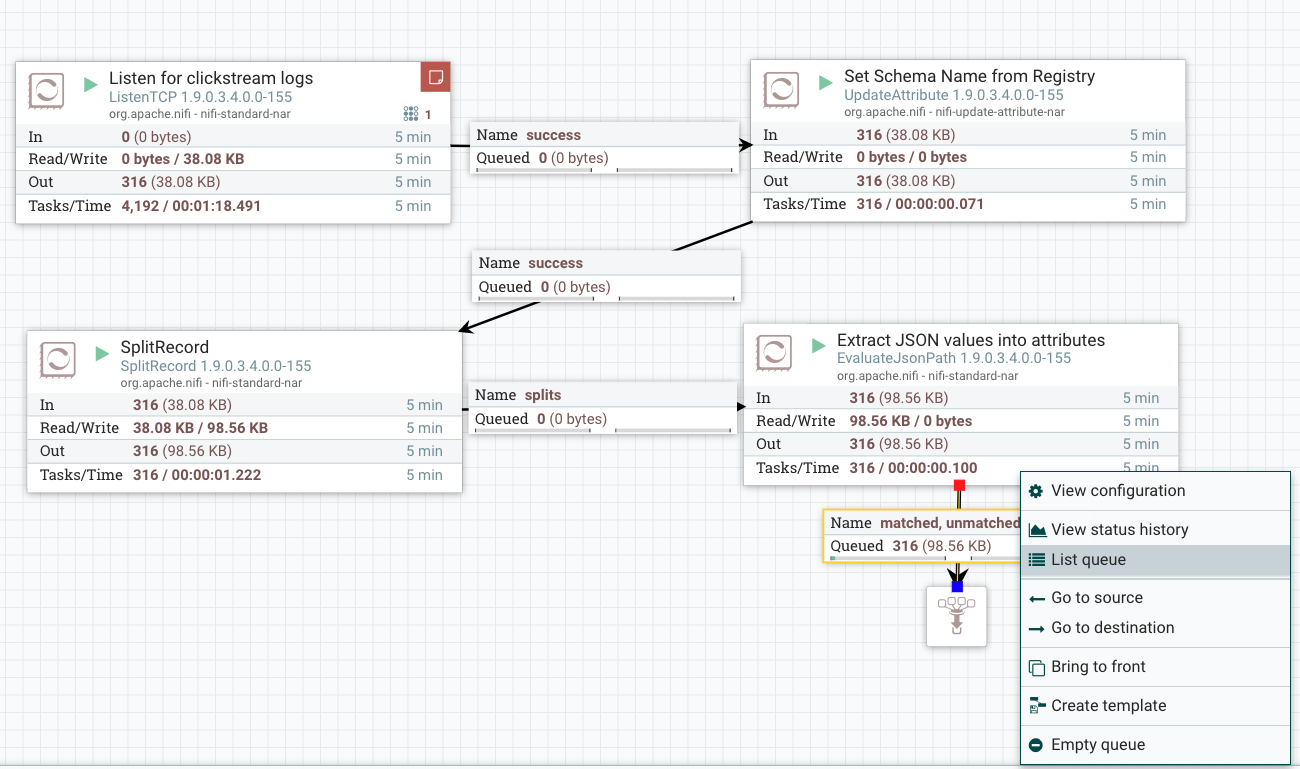 Listen for clickstream logs
ListenTCP 1.9.0.3.4.0.0-155
org.apache.nifi - nifi-standard-nar
1
In 0 (0 bytes) 5 min
Read/Write 0 bytes / 38.08 KB 5 min
Out 316 (38.08 KB) 5 min
Tasks/Time 4,192 / 00:01:18.491 5 min
Name success
Queued 0 (0 bytes)
Set Schema Name from Registry
UpdateAttribute 1.9.0.3.4.0.0-155
org.apache.nifi - nifi-update-attribute-nar
In 316 (38.08 KB) 5 min
Read/Write 0 bytes / 0 bytes 5 min
Out 316 (38.08 KB) 5 min
Tasks/Time 316 / 00:00:00.071 5 min
Name success
Queued 0 (0 bytes)
SplitRecord
SplitRecord 1.9.0.3.4.0.0-155
org.apache.nifi - nifi-standard-nar
In 316 (38.08 KB) 5 min
Read/Write 38.08 KB / 98.56 KB 5 min
Out 316 (98.56 KB) 5 min
Tasks/Time 316 / 00:00:01.222 5 min
Name splits
Queued 0 (0 bytes)
Extract JSON values into attributes
EvaluateJsonPath 1.9.0.3.4.0.0-155
org.apache.nifi - nifi-standard-nar
In 316 (98.56 KB) 5 min
Read/Write 98.56 KB / 0 bytes 5 min
Out 316 (98.56 KB) 5 min
Tasks/Time 316 / 00:00:00.100 5 min
Name matched, unmatched
Queued 316 (98.56 KB)
View configuration
View status history
List queue
Go to source
Go to destination
Bring to front
Create template
Empty queue